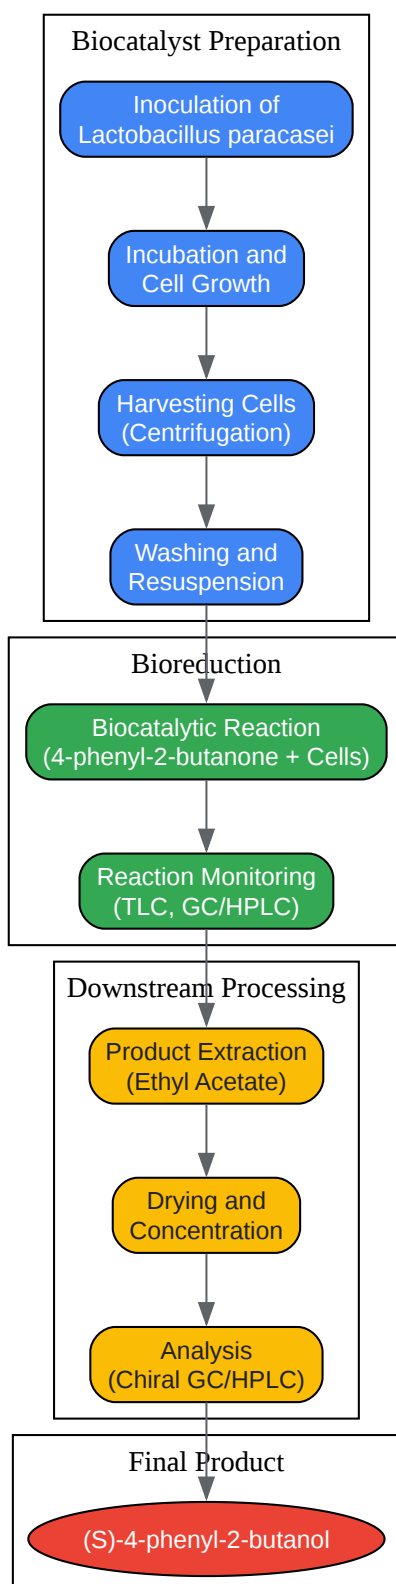 Biocatalyst Preparation
Inoculation of
Lactobacillus paracasei
Incubation and
Cell Growth
Harvesting Cells
(Centrifugation)
Washing and
Resuspension
Bioreduction
Biocatalytic Reaction
(4-phenyl-2-butanone + Cells)
Reaction Monitoring
(TLC, GC/HPLC)
Downstream Processing
Product Extraction
(Ethyl Acetate)
Drying and
Concentration
Analysis
(Chiral GC/HPLC)
Final Product
(S)-4-phenyl-2-butanol